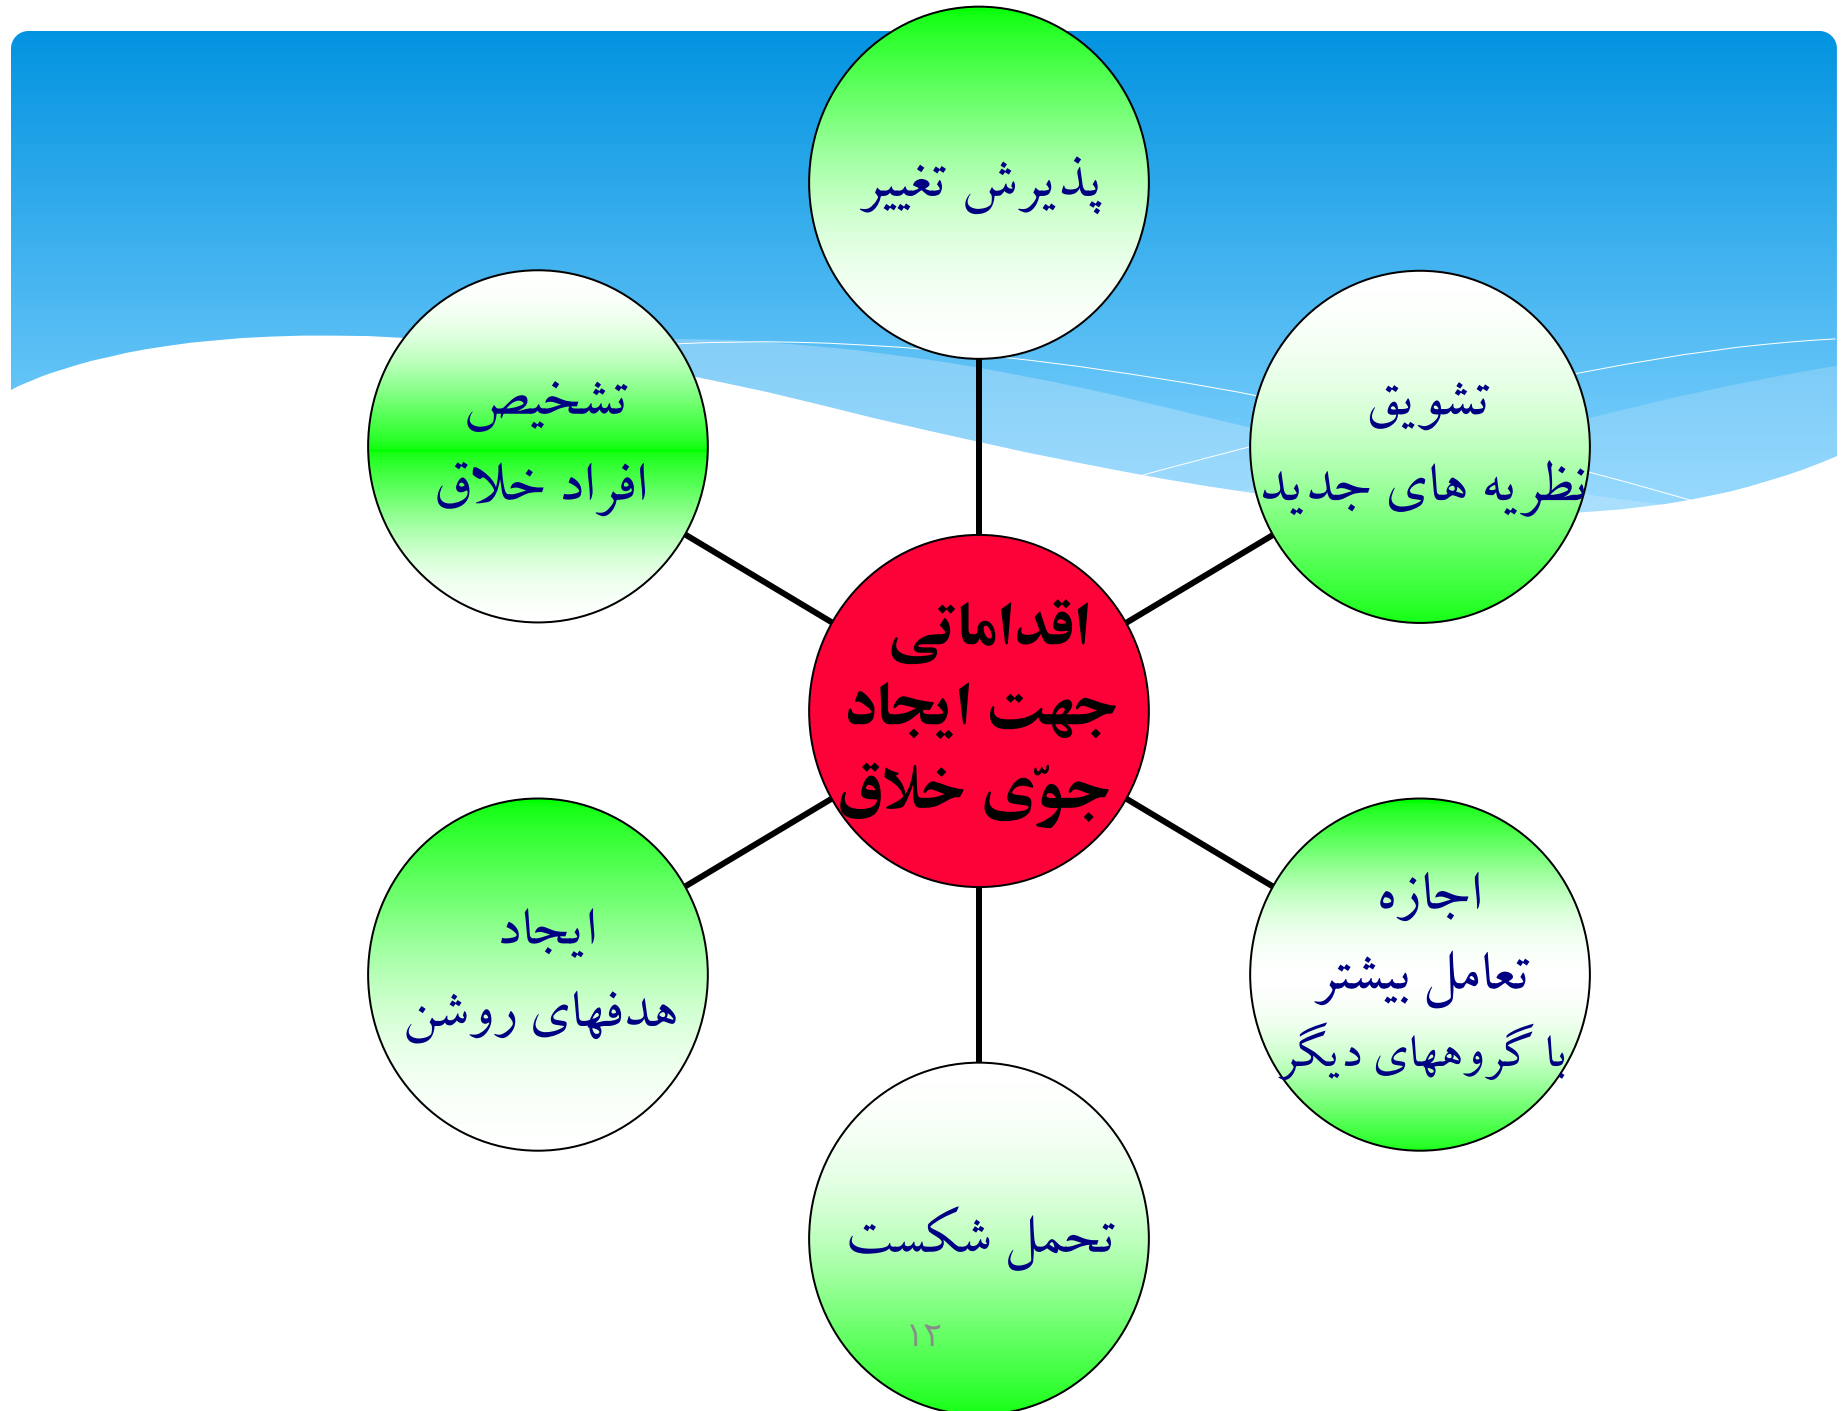 پذیرش تغییر
تشویق
نظریه های جدید
تشخیص
افراد خلاق
اقداماتی
جهت ایجاد
جوّی خلاق
اجازه
تعامل بیشتر
با گروههای دیگر
ایجاد
هدفهای روشن
تحمل شکست
۱۲